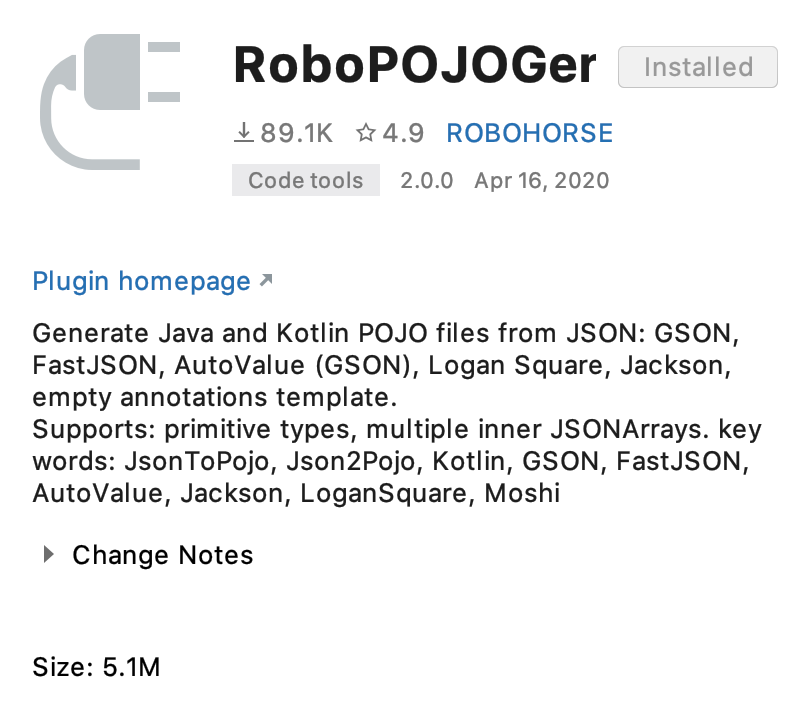 RoboPOJOGer
Installed
89.1K 4.9 ROBOHORSE
Code tools 2.0.0 Apr 16, 2020
Plugin homepage
Generate Java and Kotlin POJO files from JSON: GSON,
FastJSON, AutoValue (GSON), Logan Square, Jackson,
empty annotations template.
Supports: primitive types, multiple inner JSONArrays. key
words: JsonToPojo, Json2Pojo, Kotlin, GSON, FastJSON,
AutoValue, Jackson, LoganSquare, Moshi
Change Notes
Size: 5.1M